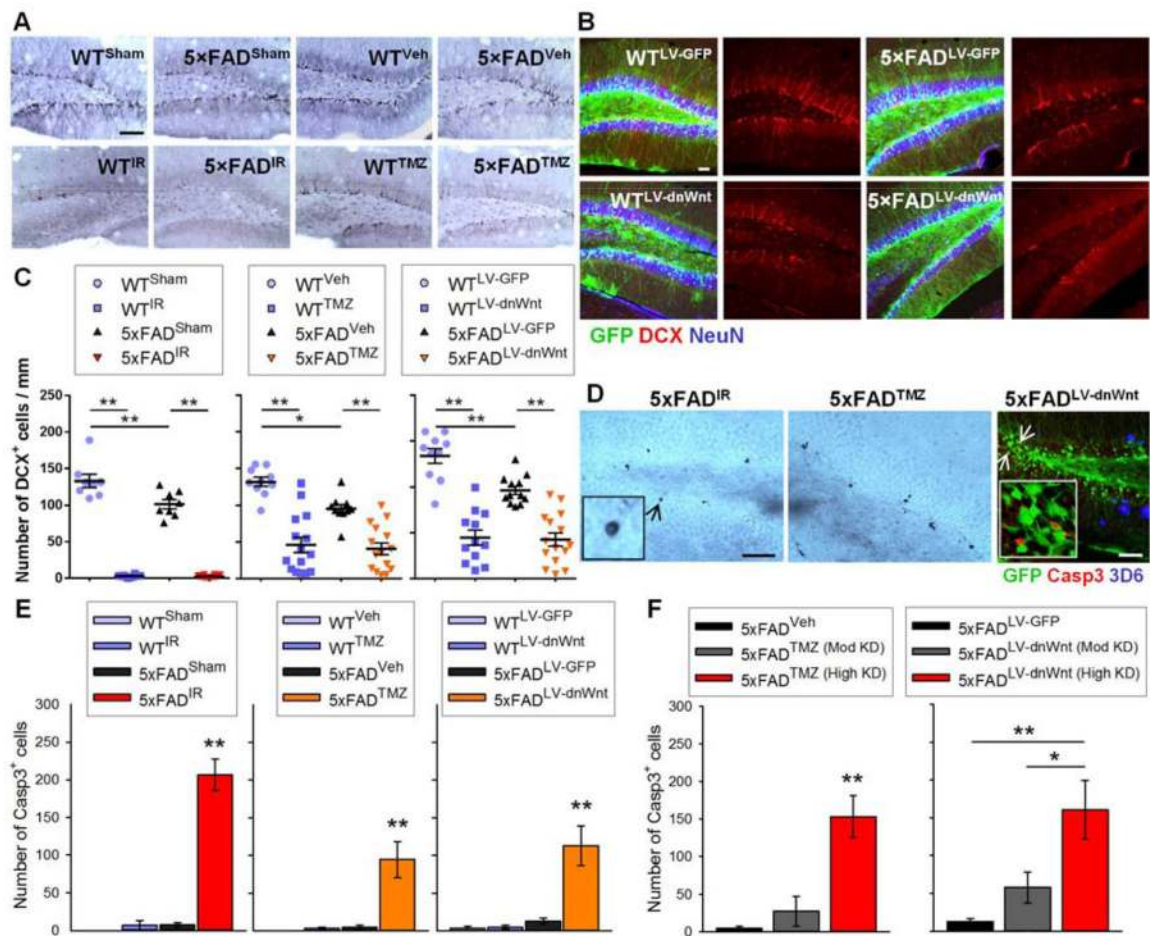 A
WT^Sham 5×FAD^Sham WT^Veh 5×FAD^Veh
WT^IR 5×FAD^IR WT^TMZ 5×FAD^TMZ
B
WT^LV-GFP 5×FAD^LV-GFP
WT^LV-dnWnt 5×FAD^LV-dnWnt
GFP DCX NeuN
C
WT^Sham
WT^IR
5xFAD^Sham
5xFAD^IR
WT^Veh
WT^TMZ
5xFAD^Veh
5xFAD^TMZ
WT^LV-GFP
WT^LV-dnWnt
5xFAD^LV-GFP
5xFAD^LV-dnWnt
Number of DCX⁺ cells / mm
250
200
150
100
50
0
** ** **
** ** * **
** ** **
D
5xFAD^IR 5xFAD^TMZ 5xFAD^LV-dnWnt
GFP Casp3 3D6
E
WT^Sham
WT^IR
5xFAD^Sham
5xFAD^IR
WT^Veh
WT^TMZ
5xFAD^Veh
5xFAD^TMZ
WT^LV-GFP
WT^LV-dnWnt
5xFAD^LV-GFP
5xFAD^LV-dnWnt
Number of Casp3⁺ cells
300
250
200
150
100
50
0
** ** **
F
5xFAD^Veh
5xFAD^TMZ (Mod KD)
5xFAD^TMZ (High KD)
5xFAD^LV-GFP
5xFAD^LV-dnWnt (Mod KD)
5xFAD^LV-dnWnt (High KD)
Number of Casp3⁺ cells
300
250
200
150
100
50
0
**
300
250
200
150
100
50
0
**
*